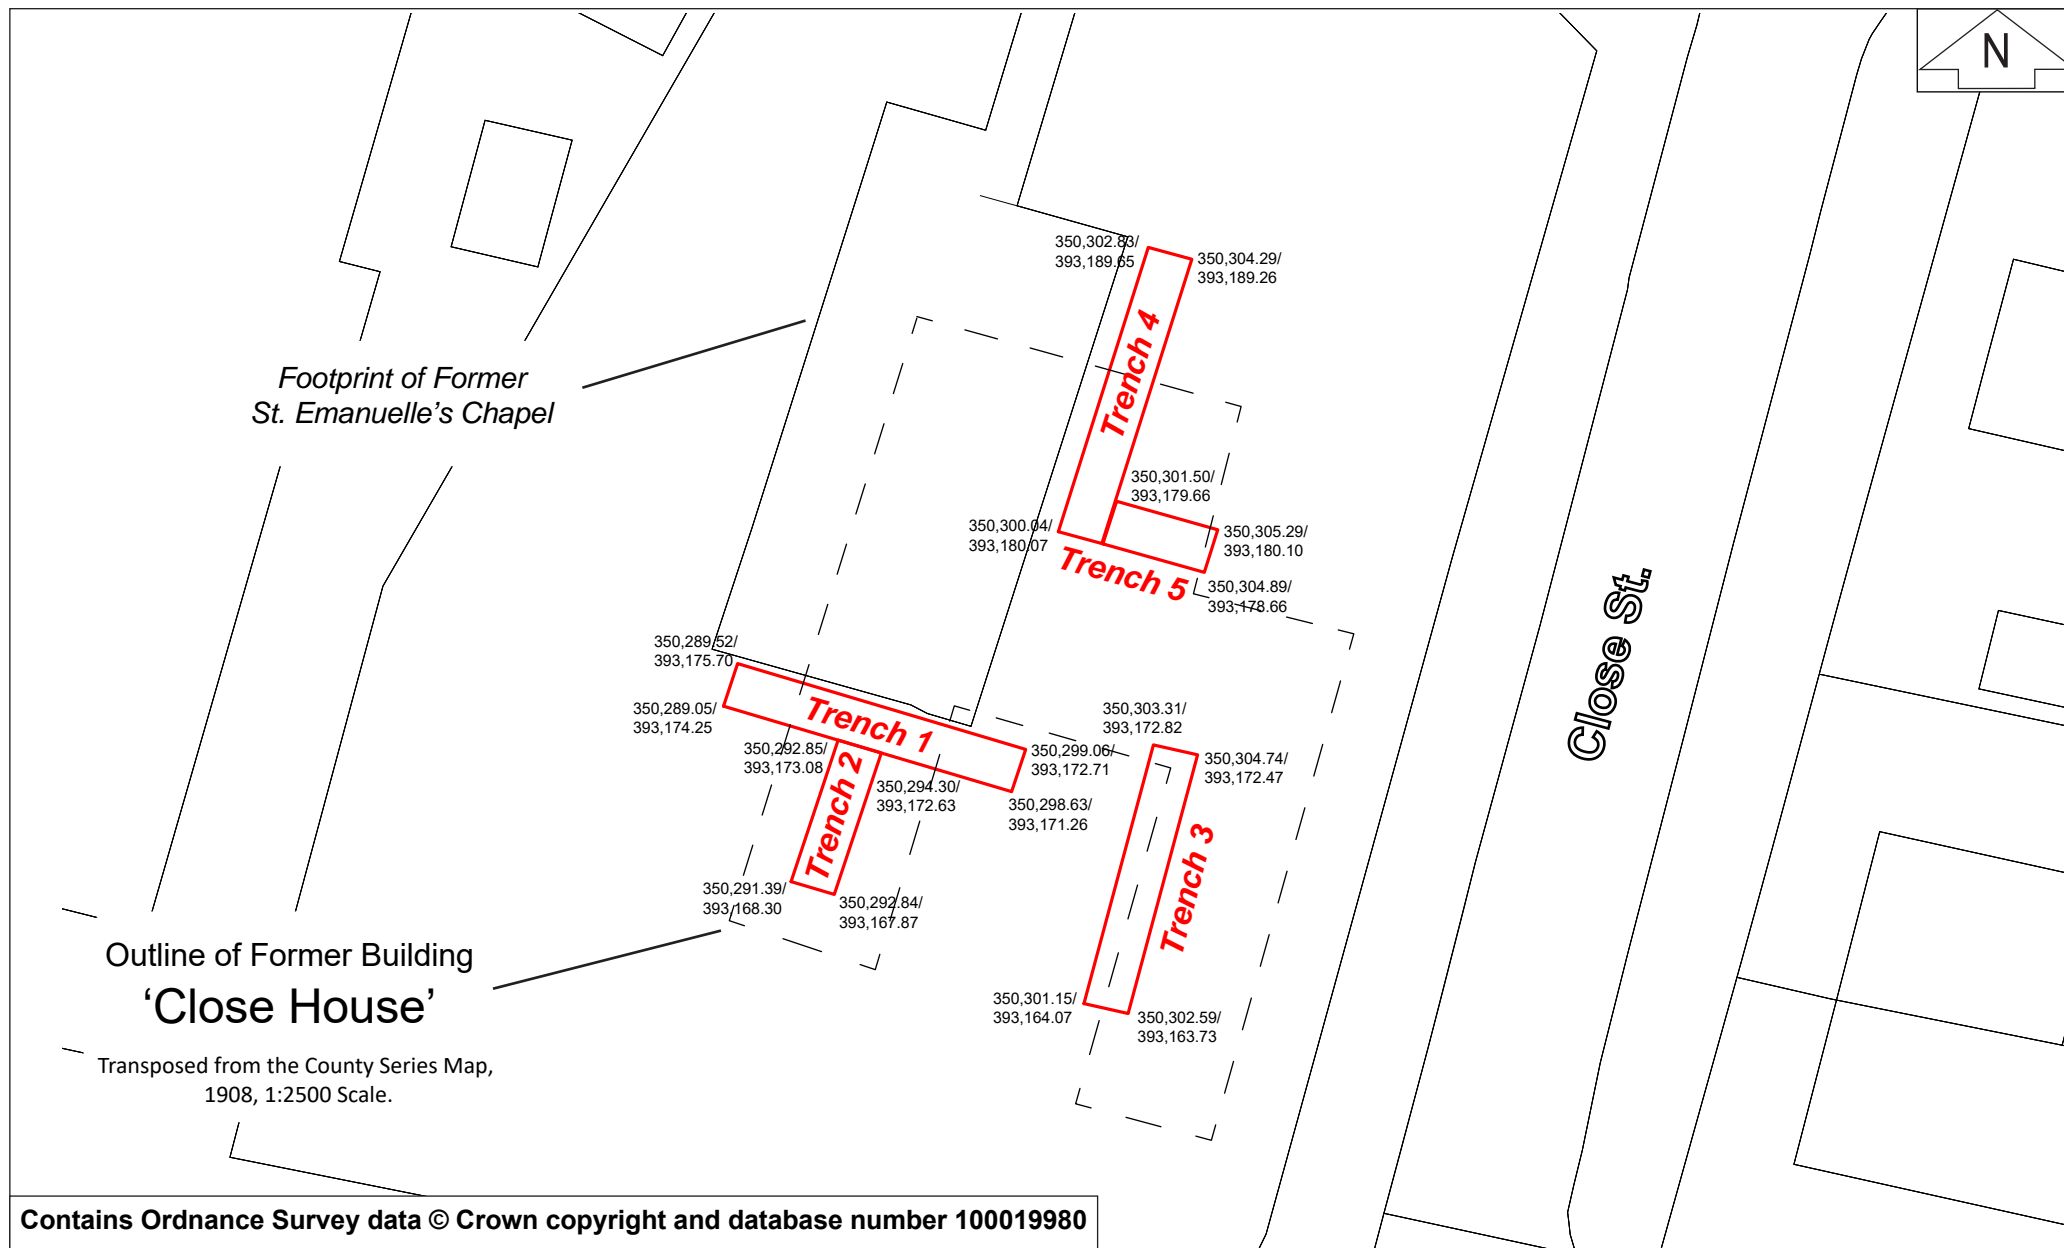 N
350,302.83/
393,189.65
350,304.29/
393,189.26
Trench 4
Footprint of Former
St. Emanuelle's Chapel
350,301.50/
393,179.66
350,300.04/
393,180.07
350,305.29/
393,180.10
Trench 5
350,304.89/
393,178.66
Close St.
350,289.52/
393,175.70
350,289.05/
393,174.25
Trench 1
350,303.31/
393,172.82
350,292.85/
393,173.08
350,299.06/
393,172.71
350,304.74/
393,172.47
Trench 2
350,294.30/
393,172.63
350,298.63/
393,171.26
Trench 3
350,291.39/
393,168.30
350,292.84/
393,167.87
Outline of Former Building
‘Close House’
350,301.15/
393,164.07
350,302.59/
393,163.73
Transposed from the County Series Map,
1908, 1:2500 Scale.
Contains Ordnance Survey data © Crown copyright and database number 100019980